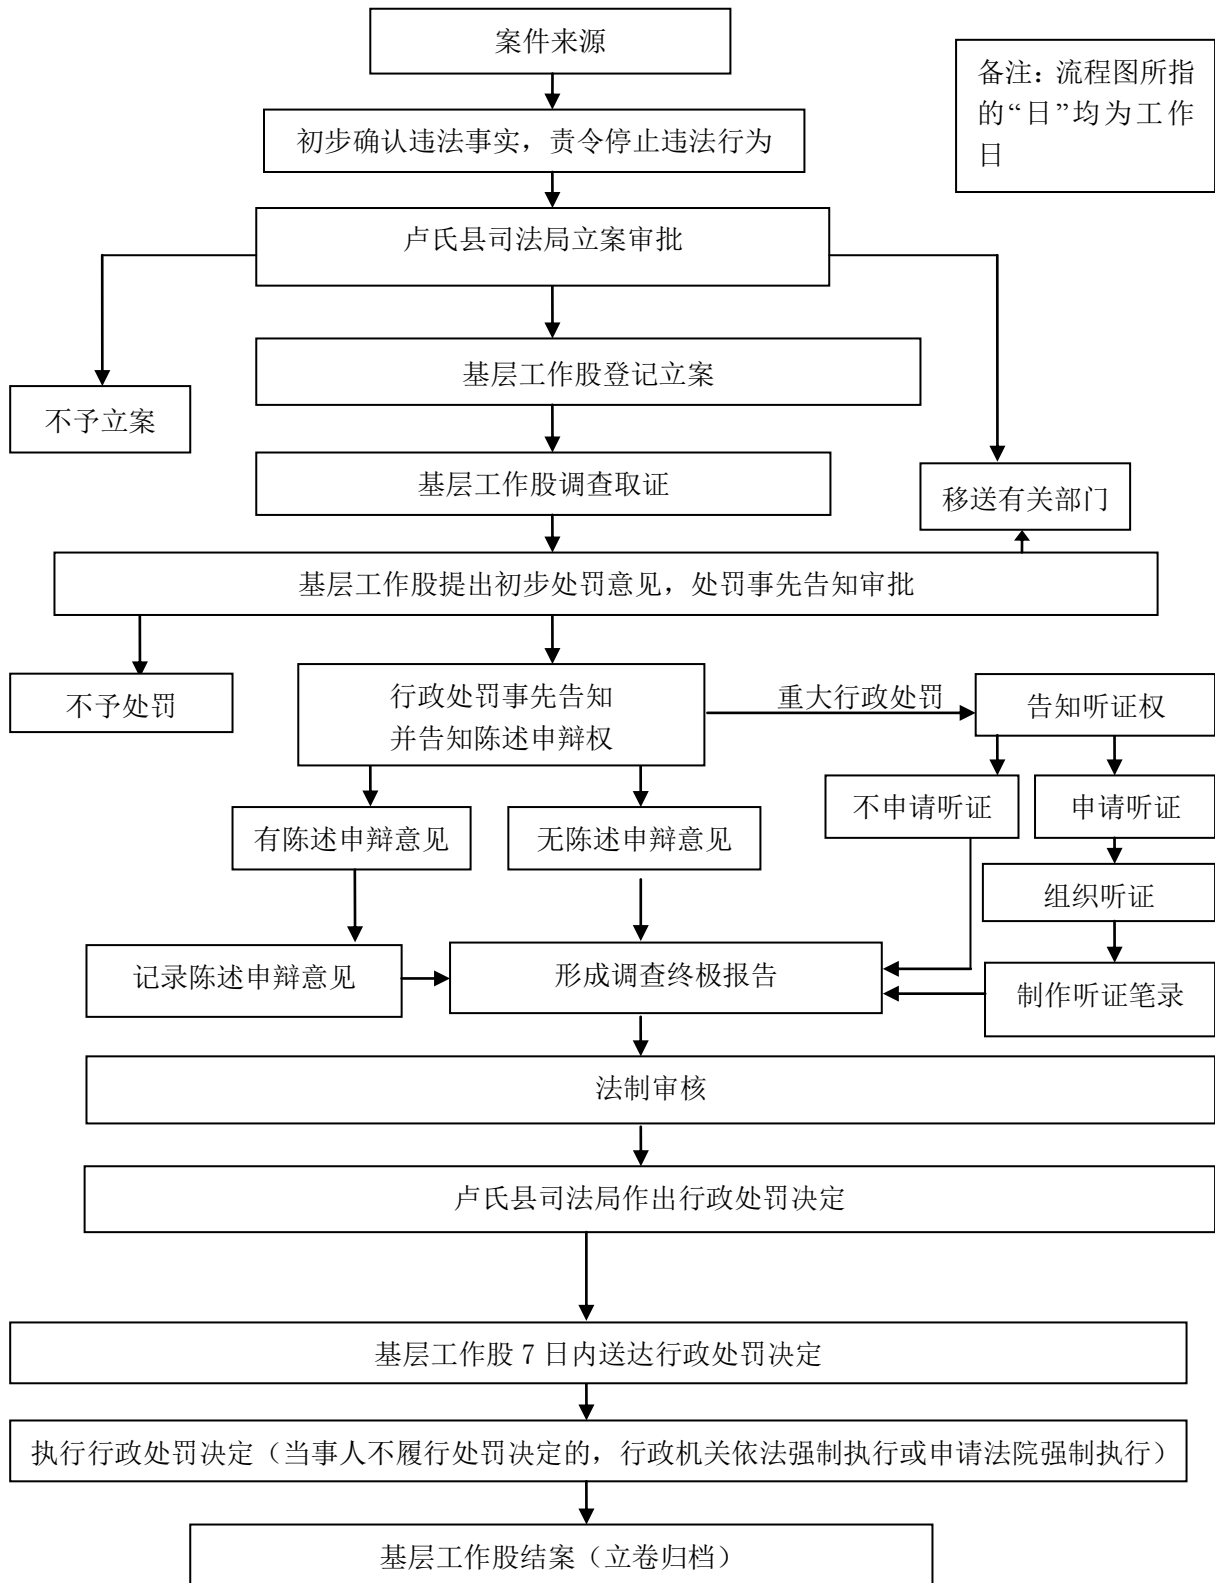 案件来源
备注：流程图所指
的“日”均为工作
日
初步确认违法事实，责令停止违法行为
卢氏县司法局立案审批
基层工作股登记立案
不予立案
基层工作股调查取证
移送有关部门
基层工作股提出初步处罚意见，处罚事先告知审批
不予处罚
行政处罚事先告知
并告知陈述申辩权
重大行政处罚
告知听证权
不申请听证
申请听证
有陈述申辩意见
无陈述申辩意见
组织听证
记录陈述申辩意见
形成调查终极报告
制作听证笔录
法制审核
卢氏县司法局作出行政处罚决定
基层工作股 7 日内送达行政处罚决定
执行行政处罚决定（当事人不履行处罚决定的，行政机关依法强制执行或申请法院强制执行）
基层工作股结案（立卷归档）